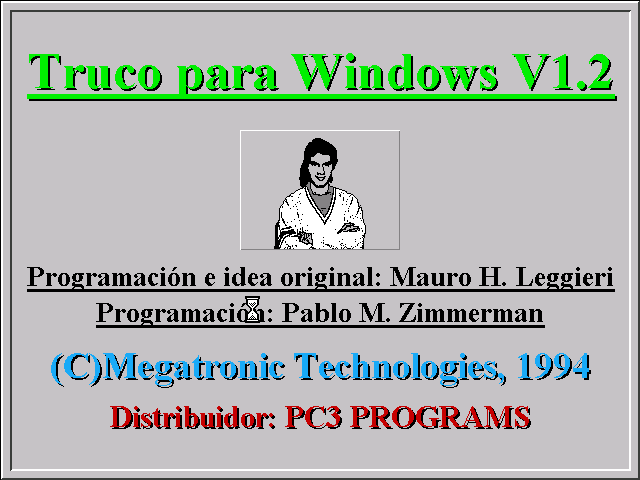 Truco para Windows V1.2
Programación e idea original: Mauro H. Leggieri
Programación: Pablo M. Zimmerman
(C)Megatronic Technologies, 1994
Distribuidor: PC3 PROGRAMS